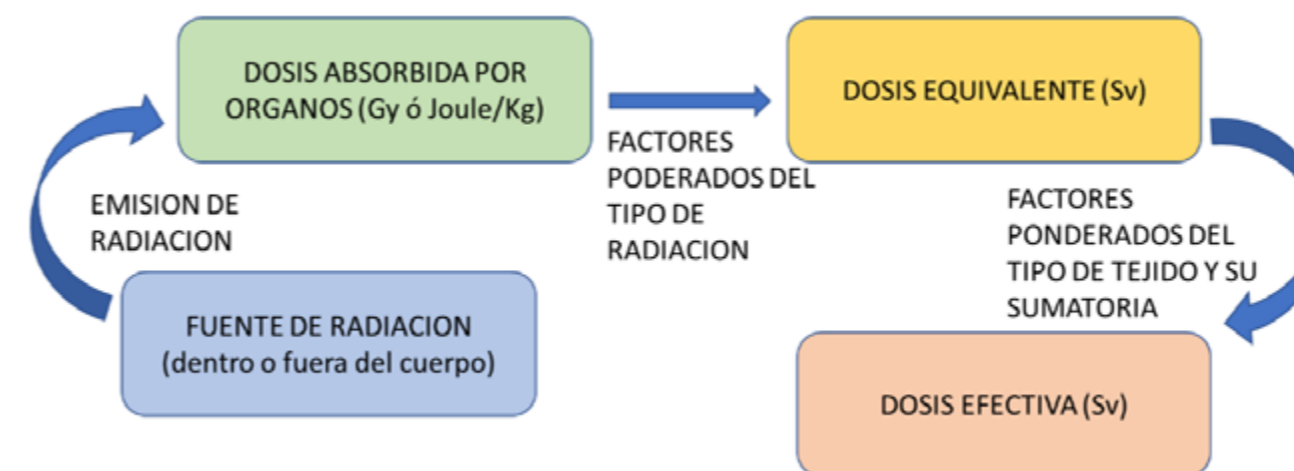 DOSIS ABSORBIDA POR
ORGANOS (Gy ó Joule/Kg)
DOSIS EQUIVALENTE (Sv)
FACTORES
PODERADOS DEL
TIPO DE
RADIACION
EMISION DE
RADIACION
FACTORES
PONDERADOS DEL
TIPO DE TEJIDO Y SU
SUMATORIA
FUENTE DE RADIACION
(dentro o fuera del cuerpo)
DOSIS EFECTIVA (Sv)